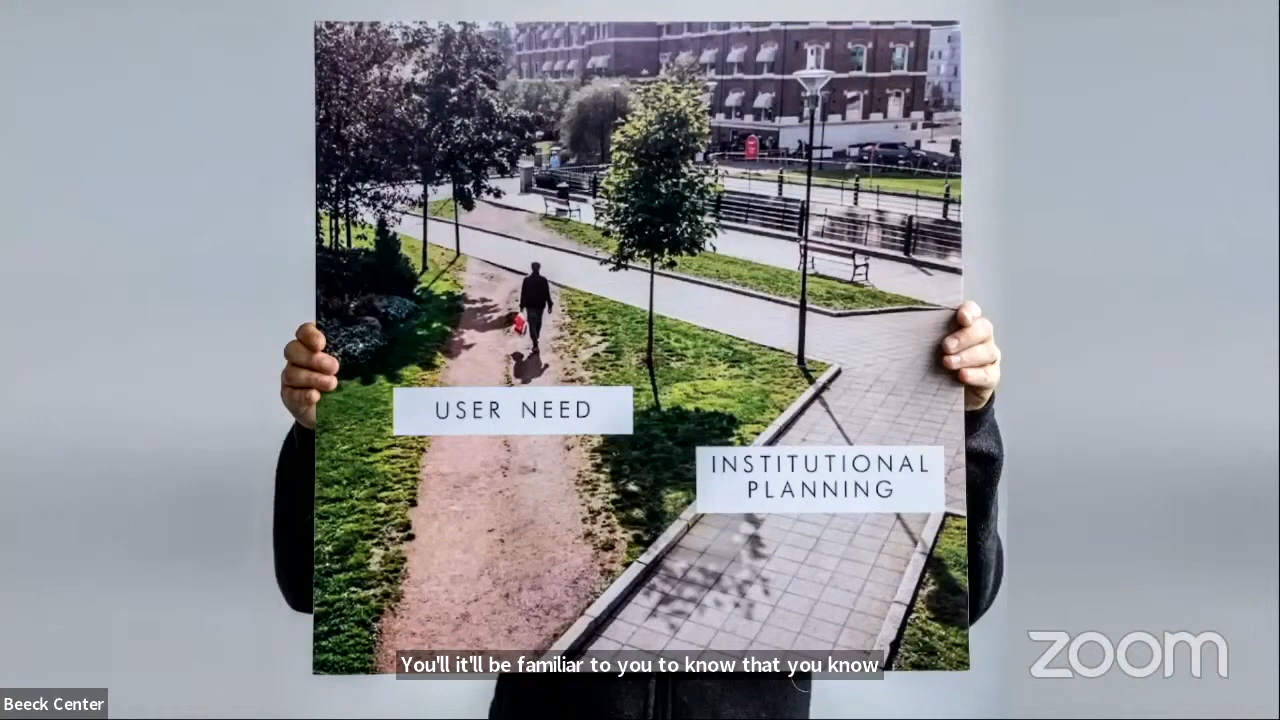 USER NEED
INSTITUTIONAL
PLANNING
You'll it'll be familiar to you to know that you know
zoom
Beeck Center